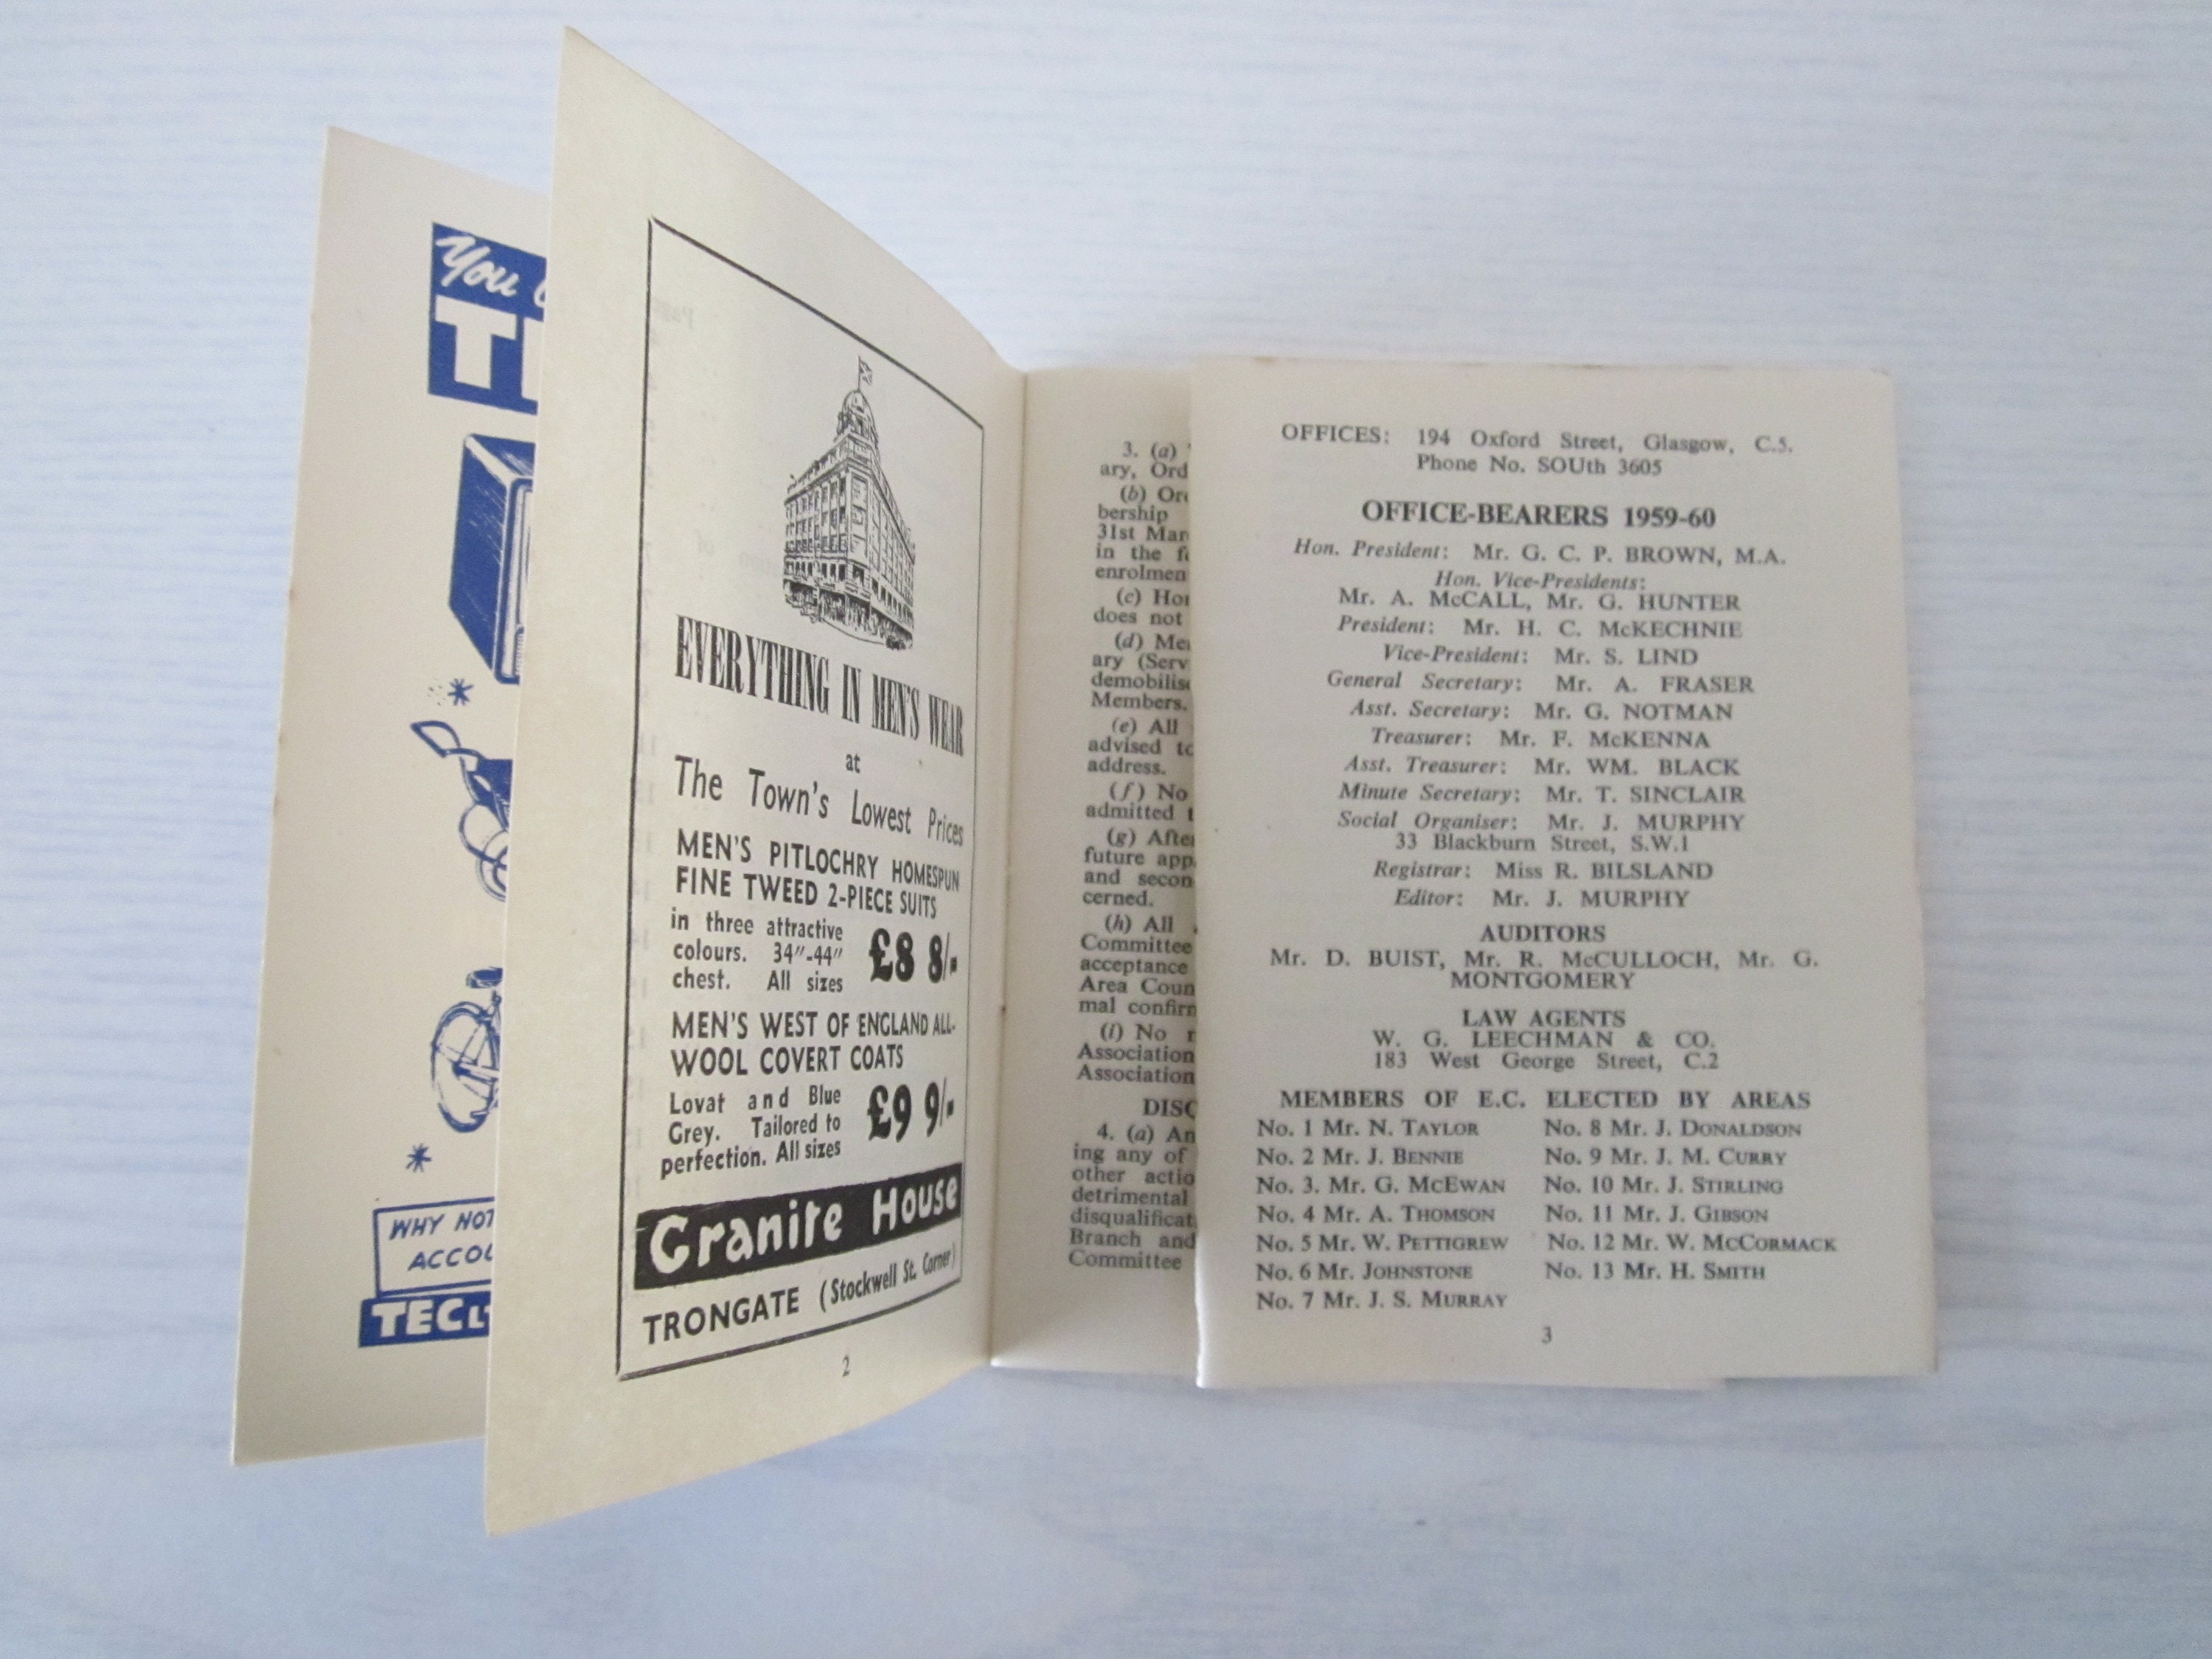 You
WHY NOT
TEC
EVERYTHING IN MEN'S WEAR
at
The Town's Lowest Prices
MEN'S PITLOCHRY HOMESPUN
FINE TWEED 2-PIECE SUITS
in three attractive
colours. 34"-44"
chest. All sizes
£8 8/-
MEN'S WEST OF ENGLAND ALL-
WOOL COVERT COATS
Lovat and Blue
Grey. Tailored to
perfection. All sizes
£9 9/-
Granite House
TRONGATE (Stockwell St. Corner)
2
3. (a)
ary, Ord
(b)
bership
31st Mar
in the
enrolmen
(c)
does not
(d)
ary (Serv
demobilis
Members.
(e) All
advised
address.
(f) No
admitted
(g)
future app
and secon
cerned.
(h) All
Committee
acceptance
Area Coun
mal confirm
(i) No
Association
Association
DISC
4. (a) An
ing any of
other actio
detrimental
disqualificat
Branch and
Committee
OFFICES: 194 Oxford Street, Glasgow, C.5.
Phone No. SOUth 3605
OFFICE-BEARERS 1959-60
Hon. President: Mr. G. C. P. BROWN, M.A.
Hon. Vice-Presidents:
Mr. A. McCALL, Mr. G. HUNTER
President: Mr. H. C. McKECHNIE
Vice-President: Mr. S. LIND
General Secretary: Mr. A. FRASER
Asst. Secretary: Mr. G. NOTMAN
Treasurer: Mr. F. McKENNA
Asst. Treasurer: Mr. WM. BLACK
Minute Secretary: Mr. T. SINCLAIR
Social Organiser: Mr. J. MURPHY
33 Blackburn Street, S.W.1
Registrar: Miss R. BILSLAND
Editor: Mr. J. MURPHY
AUDITORS
Mr. D. BUIST, Mr. R. McCULLOCH, Mr. G.
MONTGOMERY
LAW AGENTS
W. G. LEECHMAN & CO.
183 West George Street, C.2
MEMBERS OF E.C. ELECTED BY AREAS
No. 1 Mr. N. TAYLOR No. 8 Mr. J. DONALDSON
No. 2 Mr. J. BENNIE No. 9 Mr. J. M. CURRY
No. 3. Mr. G. McEWAN No. 10 Mr. J. STIRLING
No. 4 Mr. A. THOMSON No. 11 Mr. J. GIBSON
No. 5 Mr. W. PETTIGREW No. 12 Mr. W. McCORMACK
No. 6 Mr. JOHNSTONE No. 13 Mr. H. SMITH
No. 7 Mr. J. S. MURRAY
3